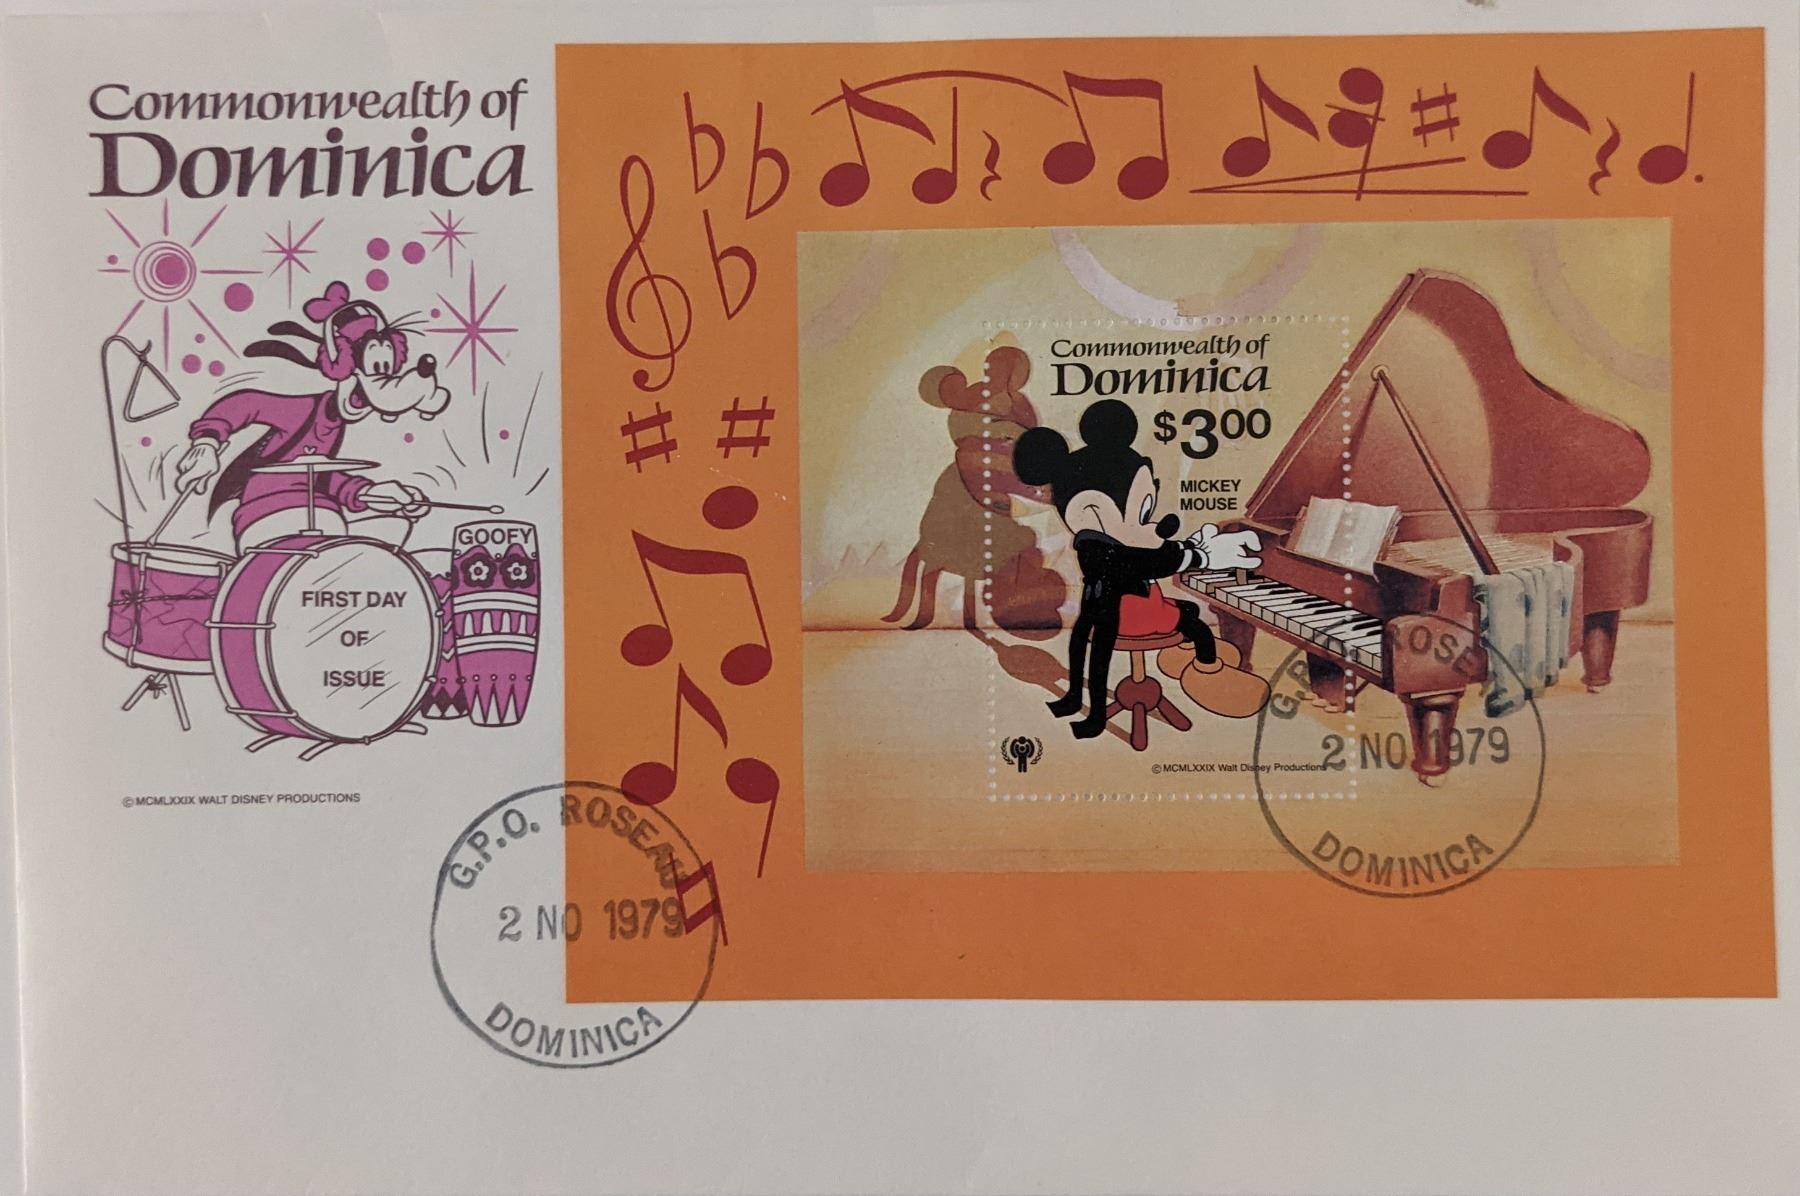 Commonwealth of
Dominica
GOOFY
FIRST DAY
OF
ISSUE
© MCMLXXIX WALT DISNEY PRODUCTIONS
Commonwealth of
Dominica
$3.00
MICKEY
MOUSE
© MCMLXXIX Walt Disney Productions
G.P.O. ROSEAU
2 NO 1979
DOMINICA
G.P.O. ROSEAU
2 NO 1979
DOMINICA